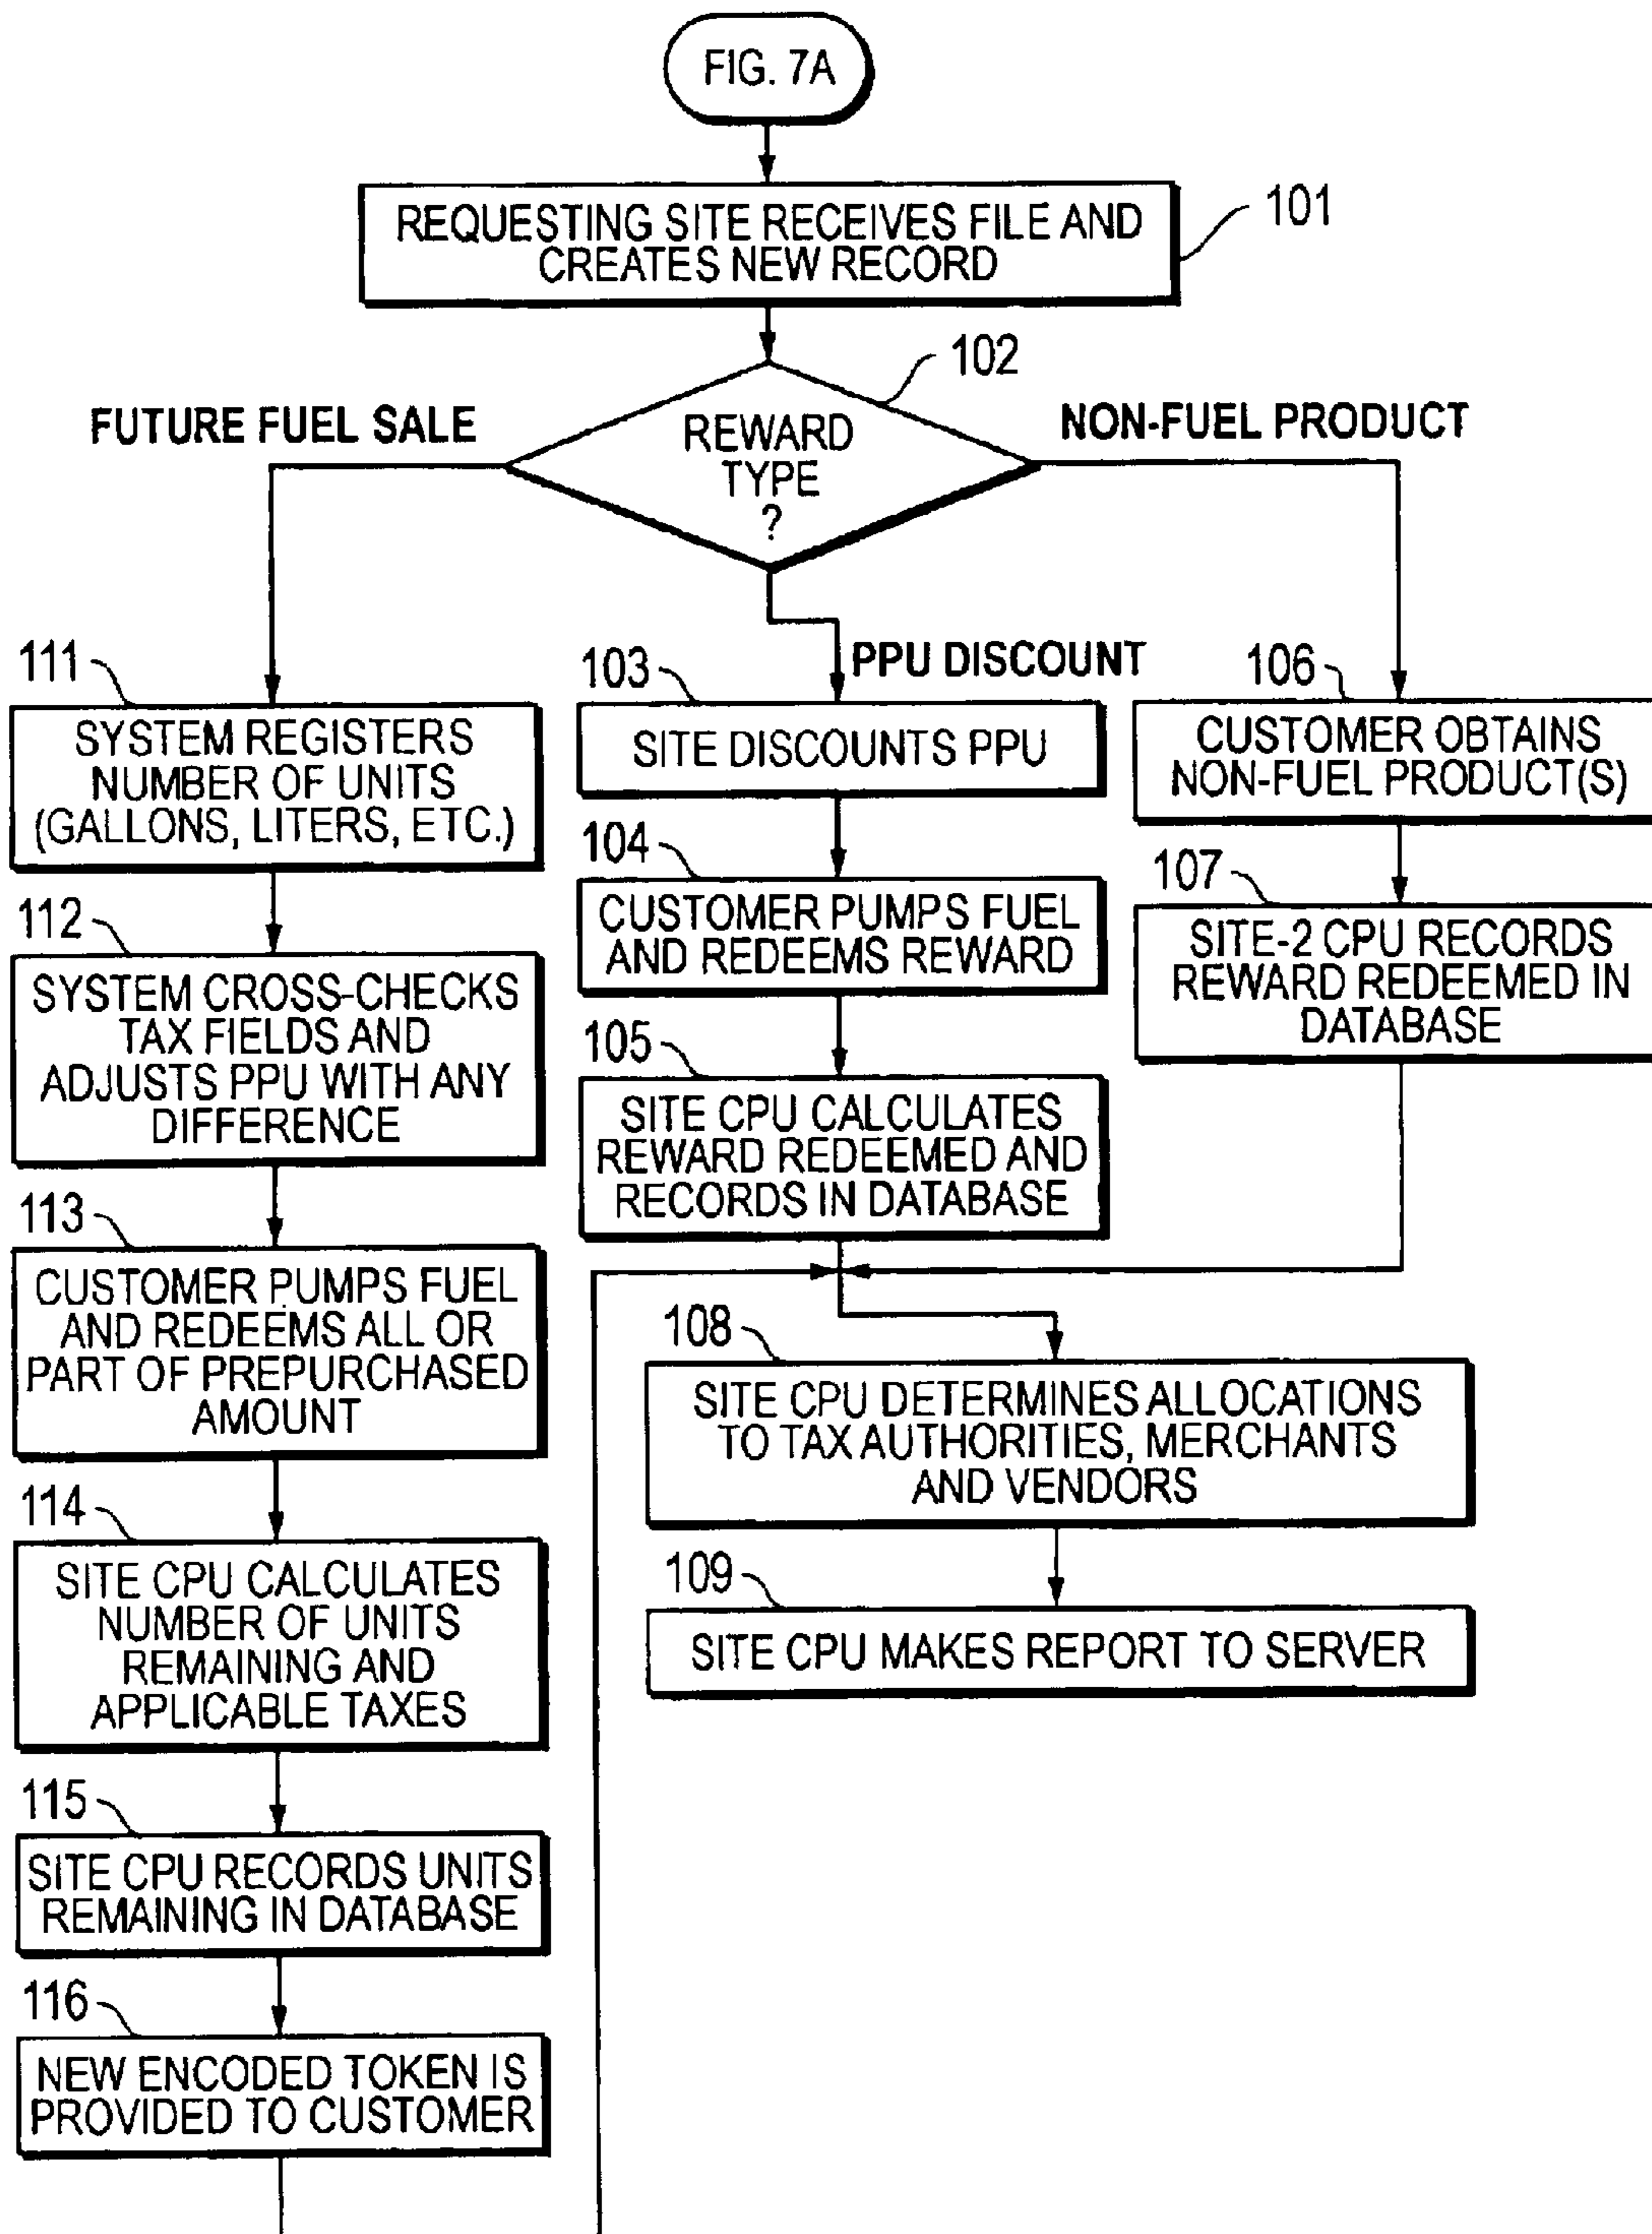 FIG. 7A
REQUESTING SITE RECEIVES FILE AND
CREATES NEW RECORD
101
102
FUTURE FUEL SALE
REWARD
TYPE
?
NON-FUEL PRODUCT
111
SYSTEM REGISTERS
NUMBER OF UNITS
(GALLONS, LITERS, ETC.)
112
SYSTEM CROSS-CHECKS
TAX FIELDS AND
ADJUSTS PPU WITH ANY
DIFFERENCE
113
CUSTOMER PUMPS FUEL
AND REDEEMS ALL OR
PART OF PREPURCHASED
AMOUNT
114
SITE CPU CALCULATES
NUMBER OF UNITS
REMAINING AND
APPLICABLE TAXES
115
SITE CPU RECORDS UNITS
REMAINING IN DATABASE
116
NEW ENCODED TOKEN IS
PROVIDED TO CUSTOMER
PPU DISCOUNT
103
SITE DISCOUNTS PPU
104
CUSTOMER PUMPS FUEL
AND REDEEMS REWARD
105
SITE CPU CALCULATES
REWARD REDEEMED AND
RECORDS IN DATABASE
106
CUSTOMER OBTAINS
NON-FUEL PRODUCT(S)
107
SITE-2 CPU RECORDS
REWARD REDEEMED IN
DATABASE
108
SITE CPU DETERMINES ALLOCATIONS
TO TAX AUTHORITIES, MERCHANTS
AND VENDORS
109
SITE CPU MAKES REPORT TO SERVER